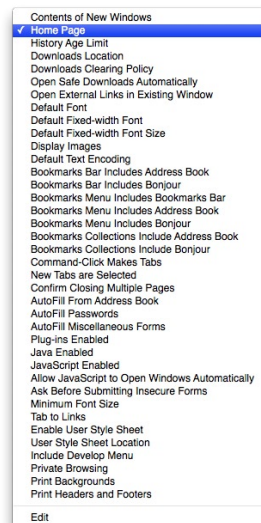 Contents of New Windows
✓ Home Page
History Age Limit
Downloads Location
Downloads Clearing Policy
Open Safe Downloads Automatically
Open External Links in Existing Window
Default Font
Default Fixed-width Font
Default Fixed-width Font Size
Display Images
Default Text Encoding
Bookmarks Bar Includes Address Book
Bookmarks Bar Includes Bonjour
Bookmarks Menu Includes Bookmarks Bar
Bookmarks Menu Includes Address Book
Bookmarks Menu Includes Bonjour
Bookmarks Collections Include Address Book
Bookmarks Collections Include Bonjour
Command-Click Makes Tabs
New Tabs are Selected
Confirm Closing Multiple Pages
AutoFill From Address Book
AutoFill Passwords
AutoFill Miscellaneous Forms
Plug-ins Enabled
Java Enabled
JavaScript Enabled
Allow JavaScript to Open Windows Automatically
Ask Before Submitting Insecure Forms
Minimum Font Size
Tab to Links
Enable User Style Sheet
User Style Sheet Location
Include Develop Menu
Private Browsing
Print Backgrounds
Print Headers and Footers
Edit